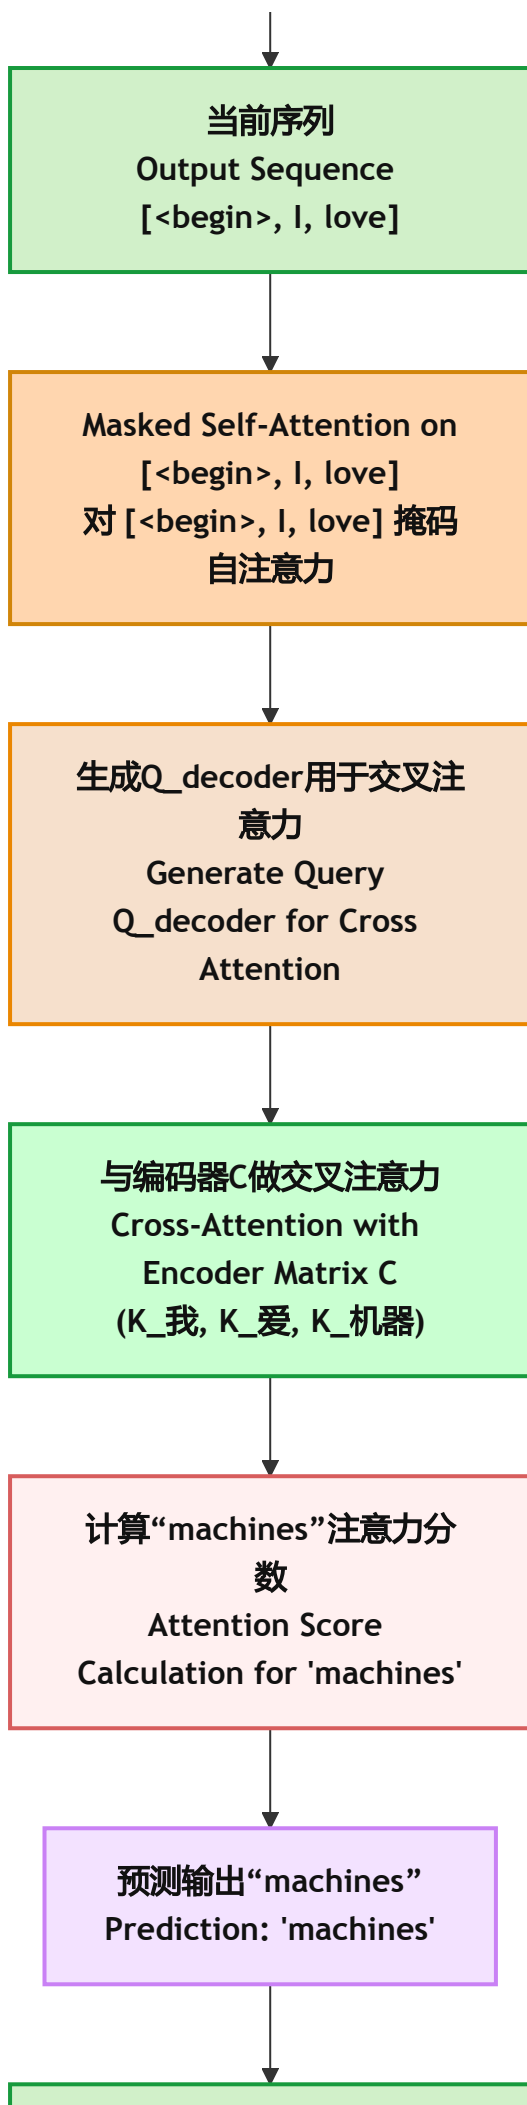 当前序列
Output Sequence
[<begin>, I, love]
Masked Self-Attention on
[<begin>, I, love]
对 [<begin>, I, love] 掩码
自注意力
生成Q_decoder用于交叉注
意力
Generate Query
Q_decoder for Cross
Attention
与编码器C做交叉注意力
Cross-Attention with
Encoder Matrix C
(K_我, K_爱, K_机器)
计算“machines”注意力分
数
Attention Score
Calculation for 'machines'
预测输出“machines”
Prediction: 'machines'